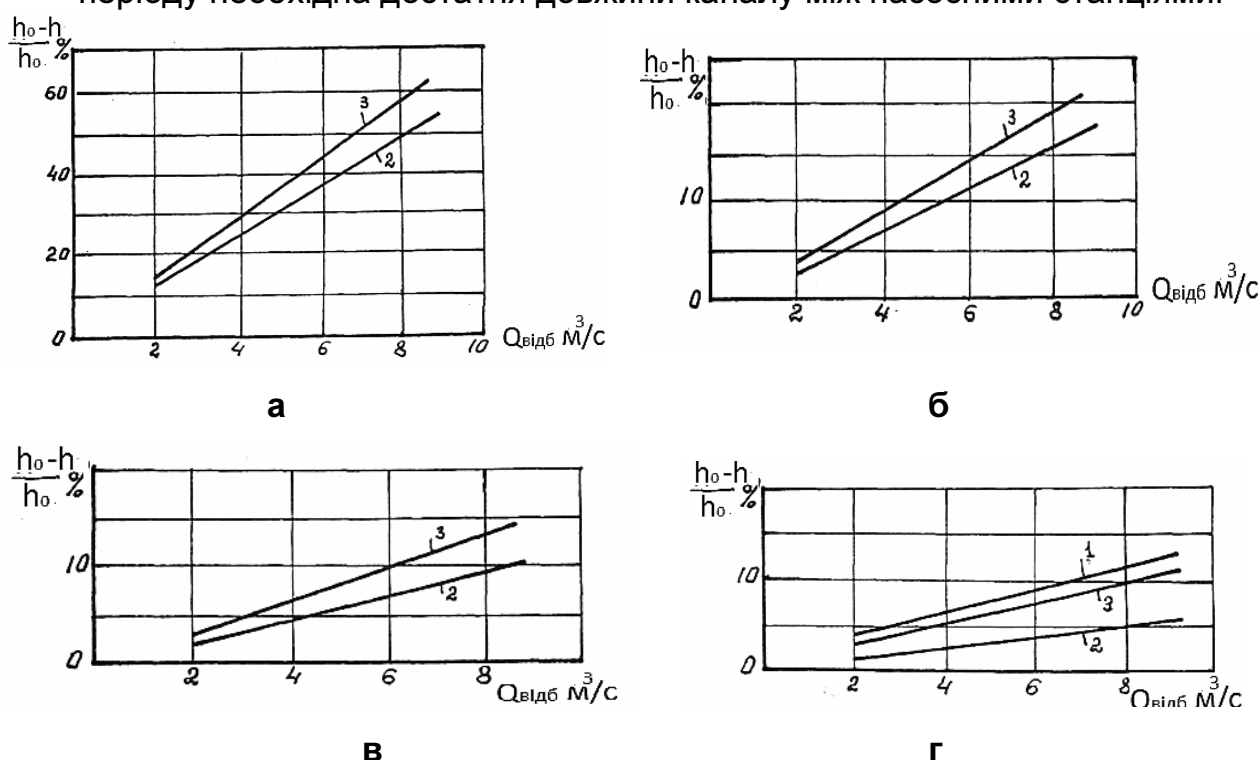 періоду необхідна достатня довжини каналу між насосними станціями.
h₀-h
h₀ %
60
40
20
0
3
2
2 4 6 8 10 Qвідб м³/с
а
h₀-h
h₀ %
10
0
3
2
2 4 6 8 10 Qвідб м³/с
б
h₀-h
h₀ %
10
0
3
2
2 4 6 8 Qвідб м³/с
в
h₀-h
h₀ %
10
0
1
3
2
2 4 6 8 Qвідб м³/с
г